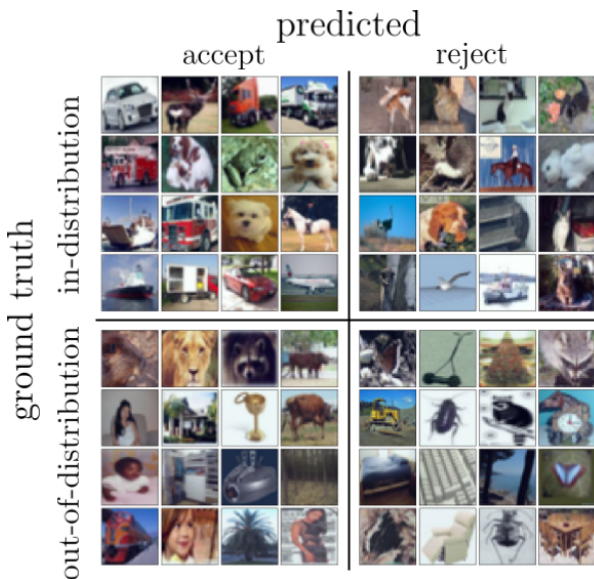 predicted
accept reject
ground truth
in-distribution
out-of-distribution